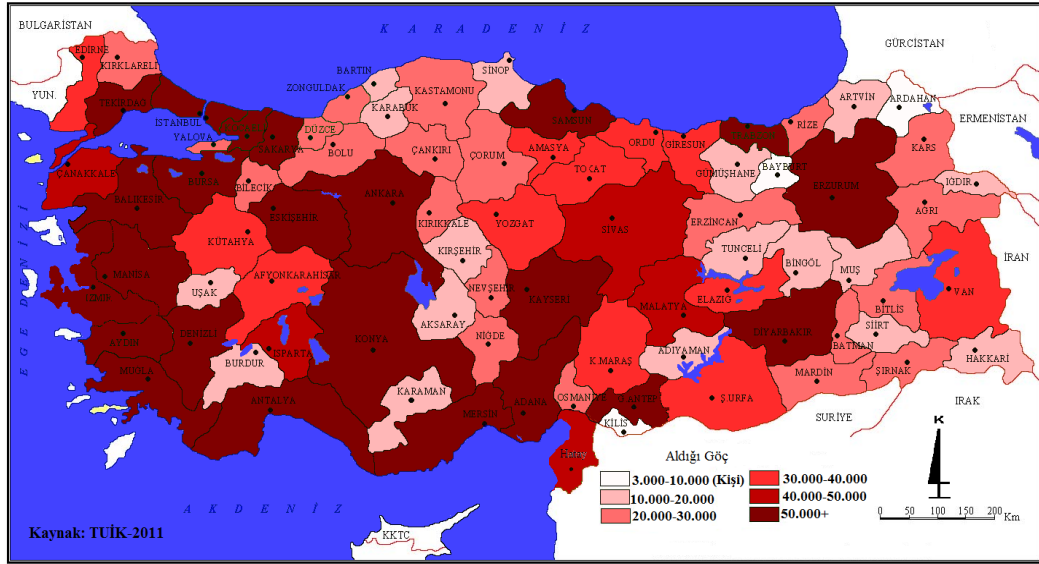 BULGARİSTAN
K A R A D E N İ Z
GÜRCİSTAN
EDİRNE
KIRKLARELİ
YUN.
TEKİRDAĞ
İSTANBUL
YALOVA
SAKARYA
DÜZCE
BOLU
ZONGULDAK
BARTIN
KARABÜK
KASTAMONU
SİNOP
SAMSUN
ÇANKIRI
ÇORUM
AMASYA
TOKAT
ORDU
GİRESUN
TRABZON
RİZE
ARTVİN
ARDAHAN
ERMENİSTAN
KARS
IĞDIR
AGRI
GÜMÜŞHANE
BAYBURT
ERZURUM
ERZİNCAN
ÇANAKKALE
BALIKESİR
BURSA
BİLECİK
ESKİŞEHİR
ANKARA
KIRIKKALE
YOZGAT
SİVAS
KÜTAHYA
KIRŞEHİR
TUNCELİ
BİNGÖL
MUŞ
İRAN
VAN
BİTLİS
ELAZIG
MALATYA
MANİSA
İZMİR
UŞAK
AFYONKARAHİSAR
NEVŞEHİR
KAYSERİ
AKSARAY
NİĞDE
E G E D E N İ Z İ
AYDIN
DENİZLİ
BURDUR
ISPARTA
KONYA
K.MARAŞ
ADIYAMAN
DİYARBAKIR
BATMAN
SİİRT
ŞIRNAK
HAKKARİ
MARDİN
MUĞLA
ANTALYA
KARAMAN
MERSİN
ADANA
OSMANİYE
G.ANTEP
KİLİS
Ş.URFA
SURİYE
IRAK
Hatay
A K D E N İ Z
KKTC
Kaynak: TUİK-2011
Aldığı Göç
3.000-10.000 (Kişi)
10.000-20.000
20.000-30.000
30.000-40.000
40.000-50.000
50.000+
K
0 50 100 150 200
Km